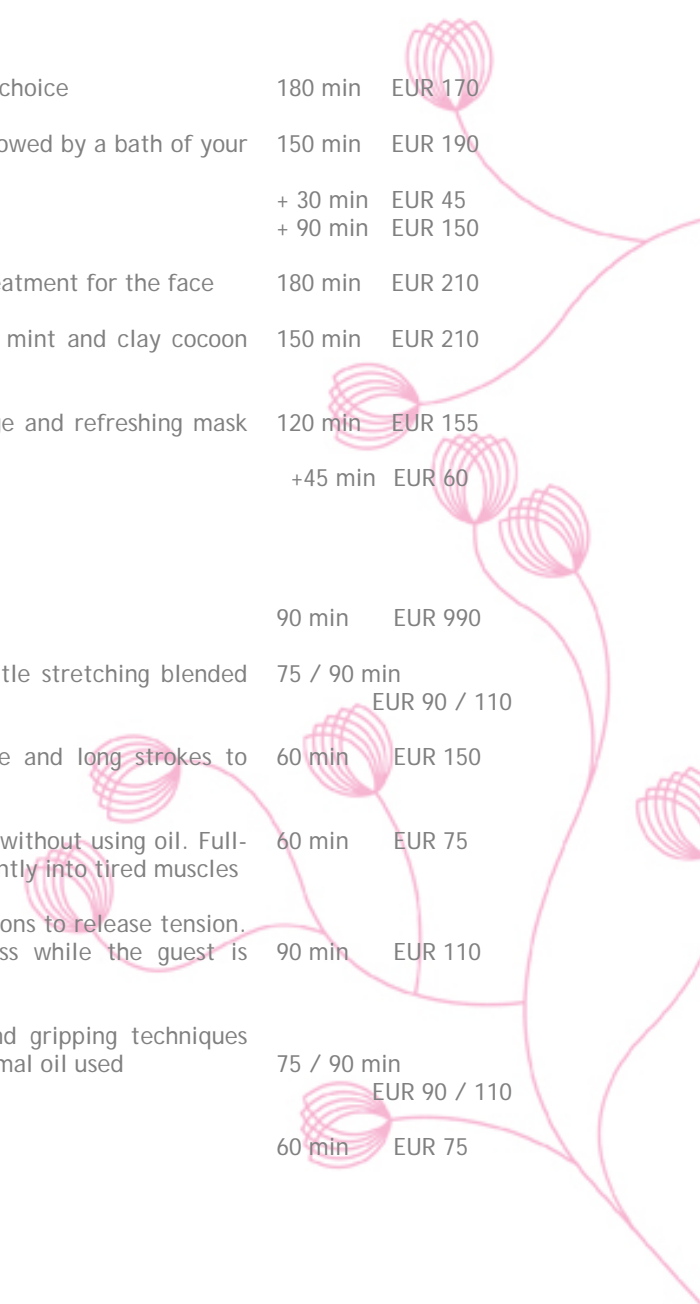 choice 180 min EUR 170
owed by a bath of your 150 min EUR 190
+ 30 min EUR 45
+ 90 min EUR 150
eatment for the face 180 min EUR 210
mint and clay cocoon 150 min EUR 210
e and refreshing mask 120 min EUR 155
+45 min EUR 60
90 min EUR 990
tle stretching blended 75 / 90 min
EUR 90 / 110
e and long strokes to 60 min EUR 150
without using oil. Full- 60 min EUR 75
ntly into tired muscles
ons to release tension.
ss while the guest is 90 min EUR 110
nd gripping techniques
mal oil used 75 / 90 min
EUR 90 / 110
60 min EUR 75